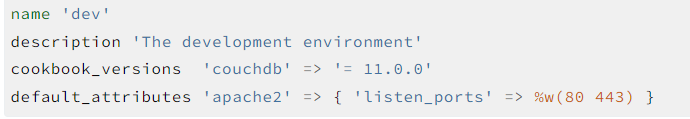 name 'dev'
description 'The development environment'
cookbook_versions  'couchdb' => '= 11.0.0'
default_attributes 'apache2' => { 'listen_ports' => %w(80 443) }